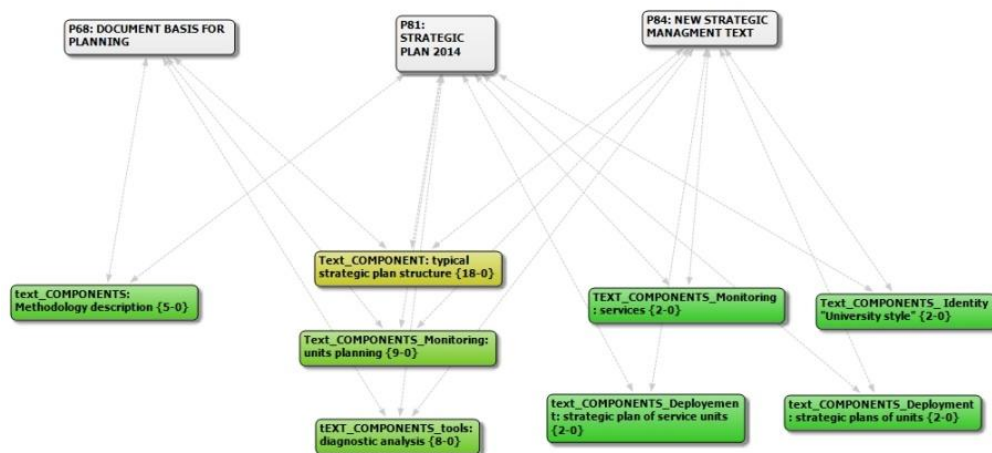 P68: DOCUMENT BASIS FOR
PLANNING
P81:
STRATEGIC
PLAN 2014
P84: NEW STRATEGIC
MANAGMENT TEXT
Text_COMPONENT: typical
strategic plan structure {18-0}
text_COMPONENTS:
Methodology description {5-0}
TEXT_COMPONENTS_Monitoring
: services {2-0}
Text_COMPONENTS_ Identity
"University style" {2-0}
Text_COMPONENTS_Monitoring:
units planning {9-0}
text_COMPONENTS_Deployemen
t: strategic plan of service units
{2-0}
text_COMPONENTS_Deployment
: strategic plans of units {2-0}
tEXT_COMPONENTS_tools:
diagnostic analysis {8-0}